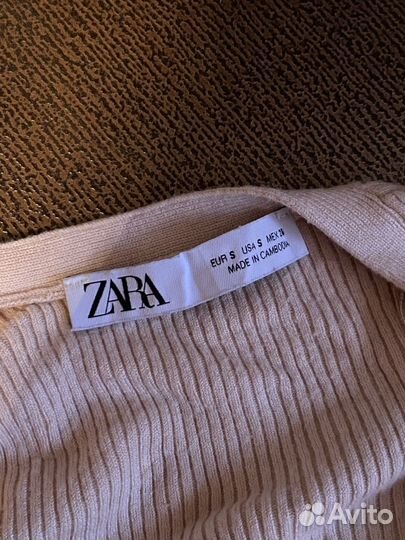 ZARA
EUR S USA S MEX 26
MADE IN CAMBODIA
Avito